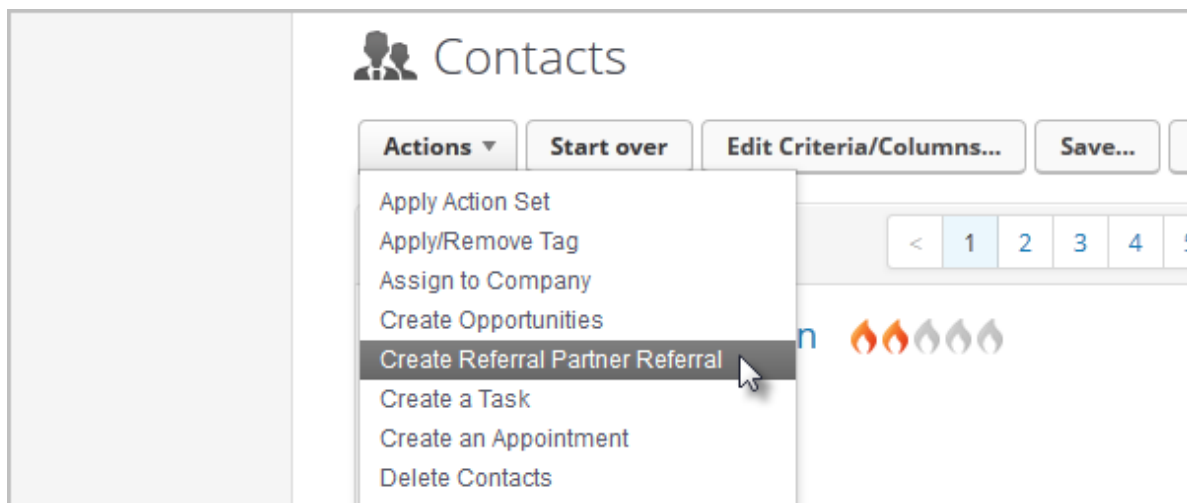 Contacts
Actions Start over Edit Criteria/Columns... Save...
Apply Action Set
Apply/Remove Tag
< 1 2 3 4
Assign to Company
Create Opportunities
n
Create Referral Partner Referral
Create a Task
Create an Appointment
Delete Contacts